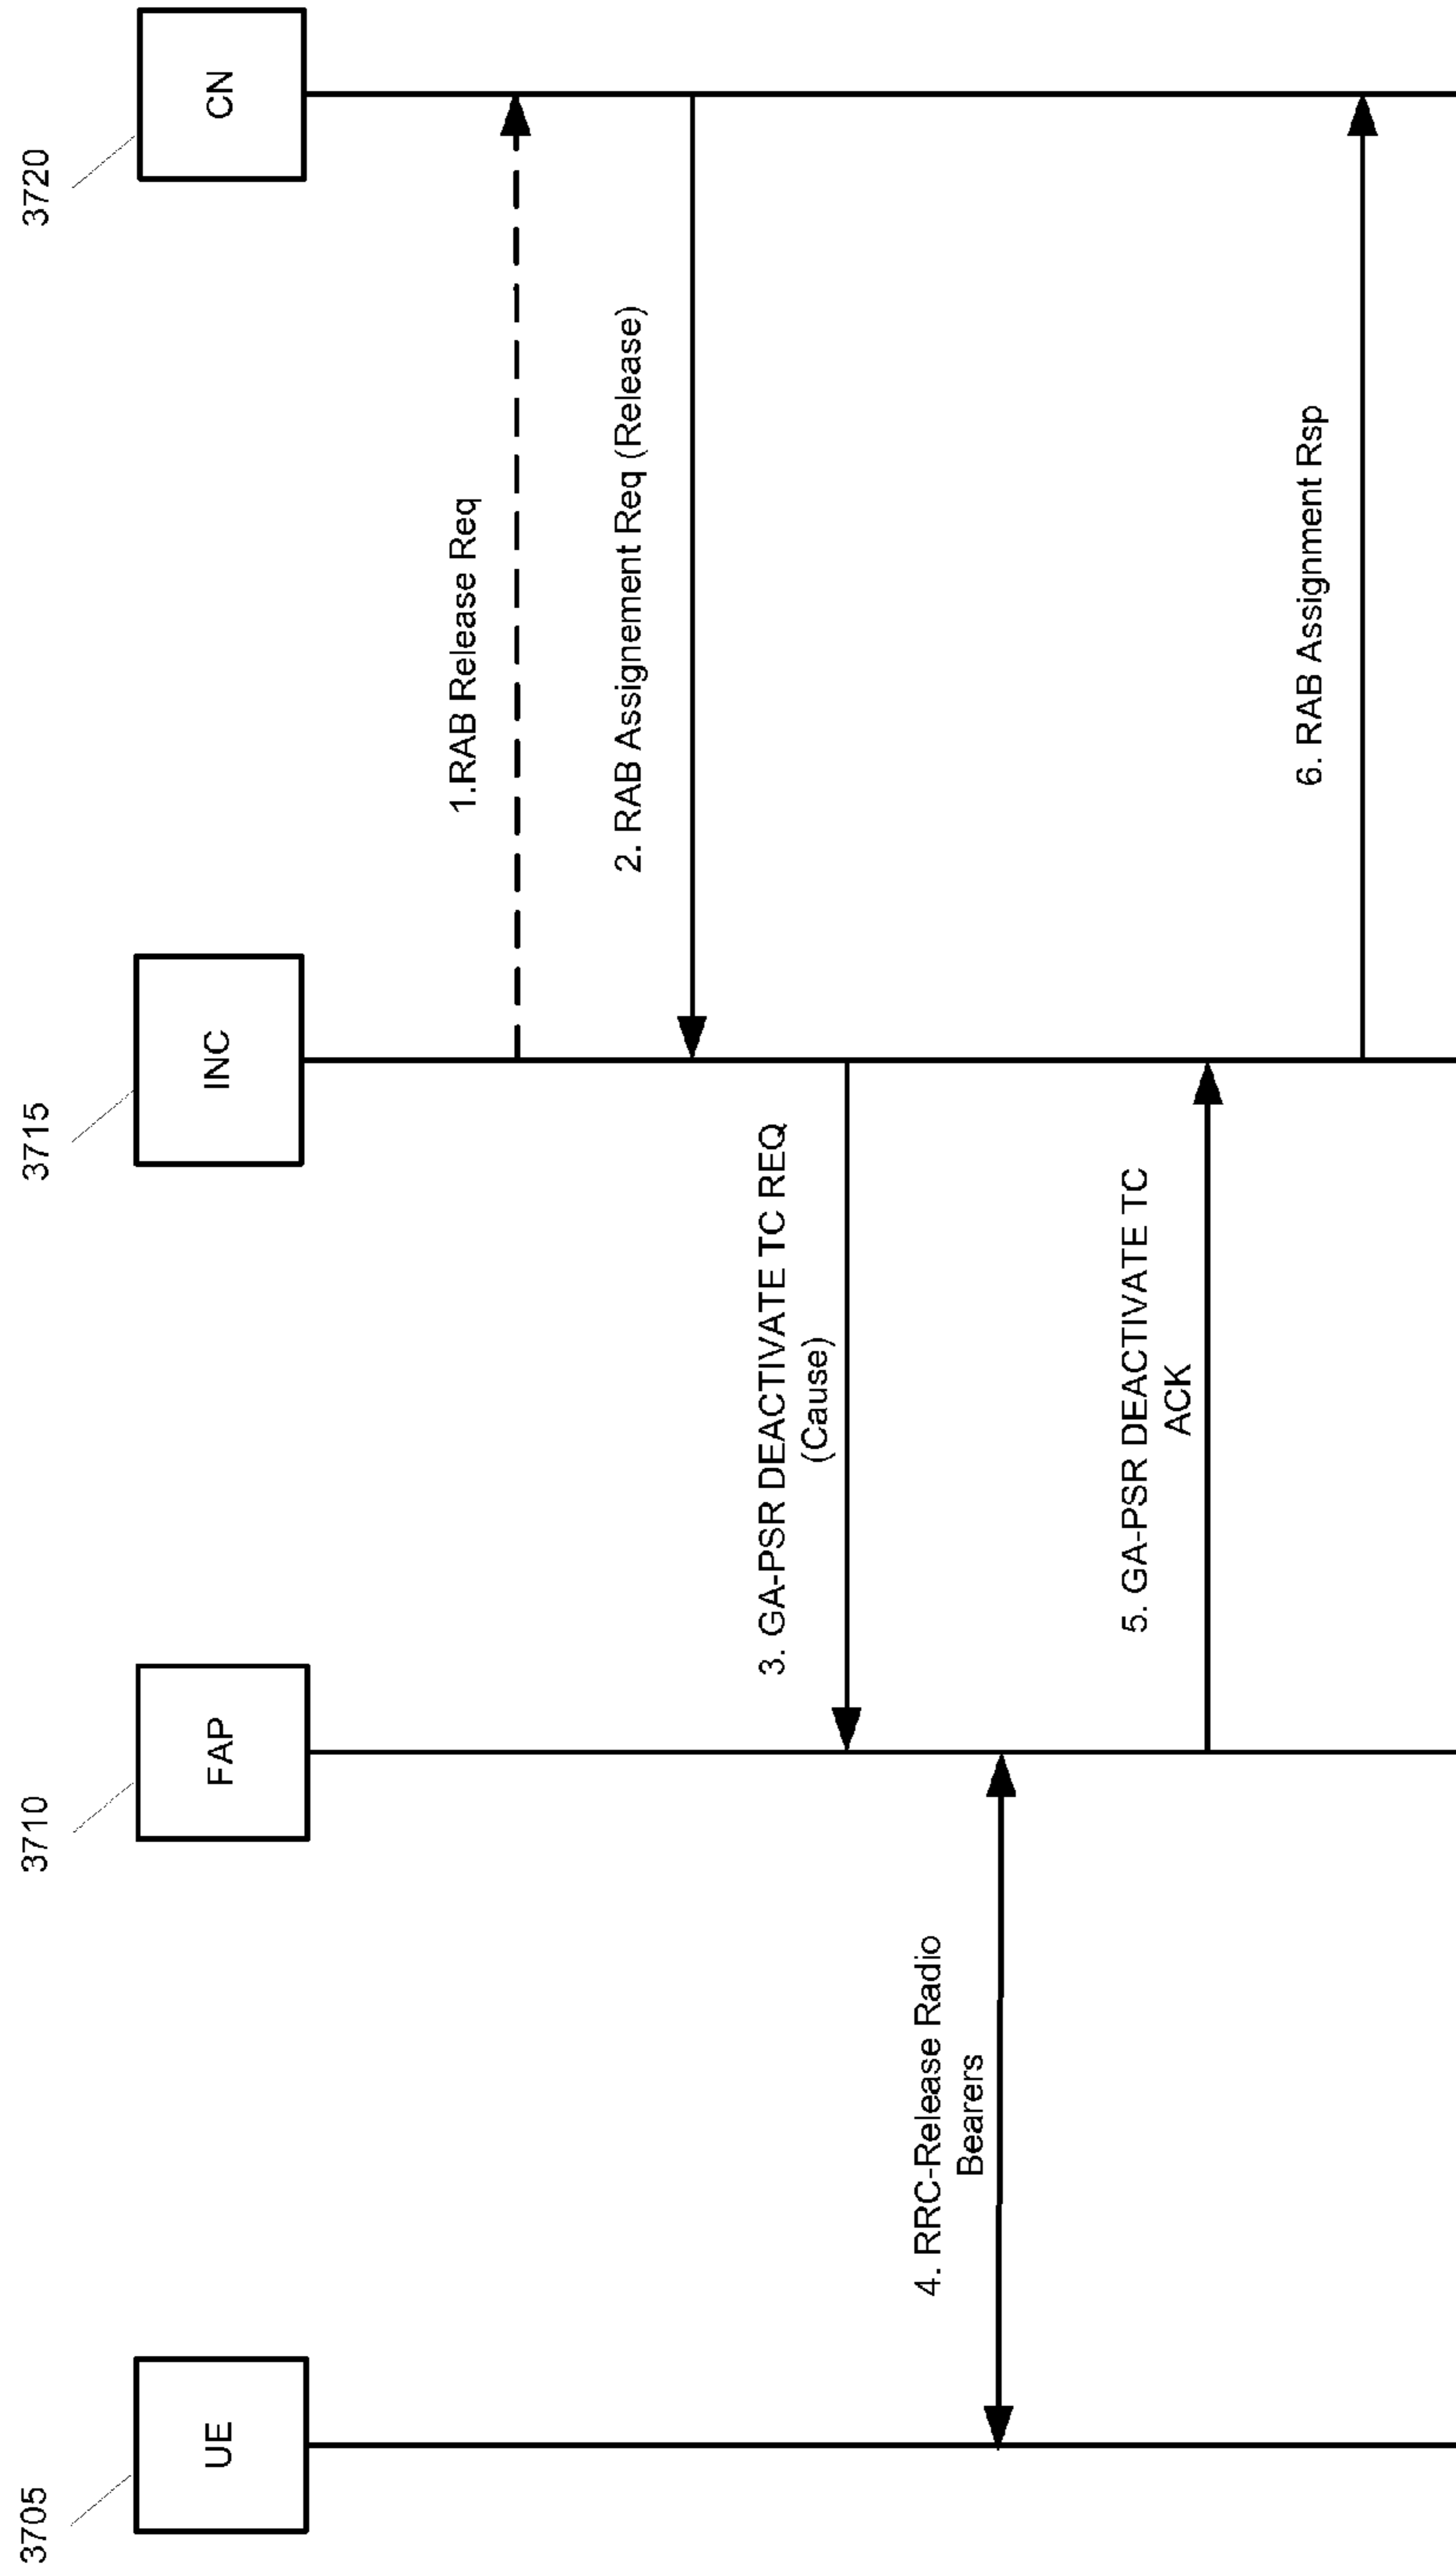 3705
3710
3715
3720
UE
FAP
INC
CN
1.RAB Release Req
2. RAB Assignement Req (Release)
3. GA-PSR DEACTIVATE TC REQ
(Cause)
4. RRC-Release Radio
Bearers
5. GA-PSR DEACTIVATE TC
ACK
6. RAB Assignment Rsp